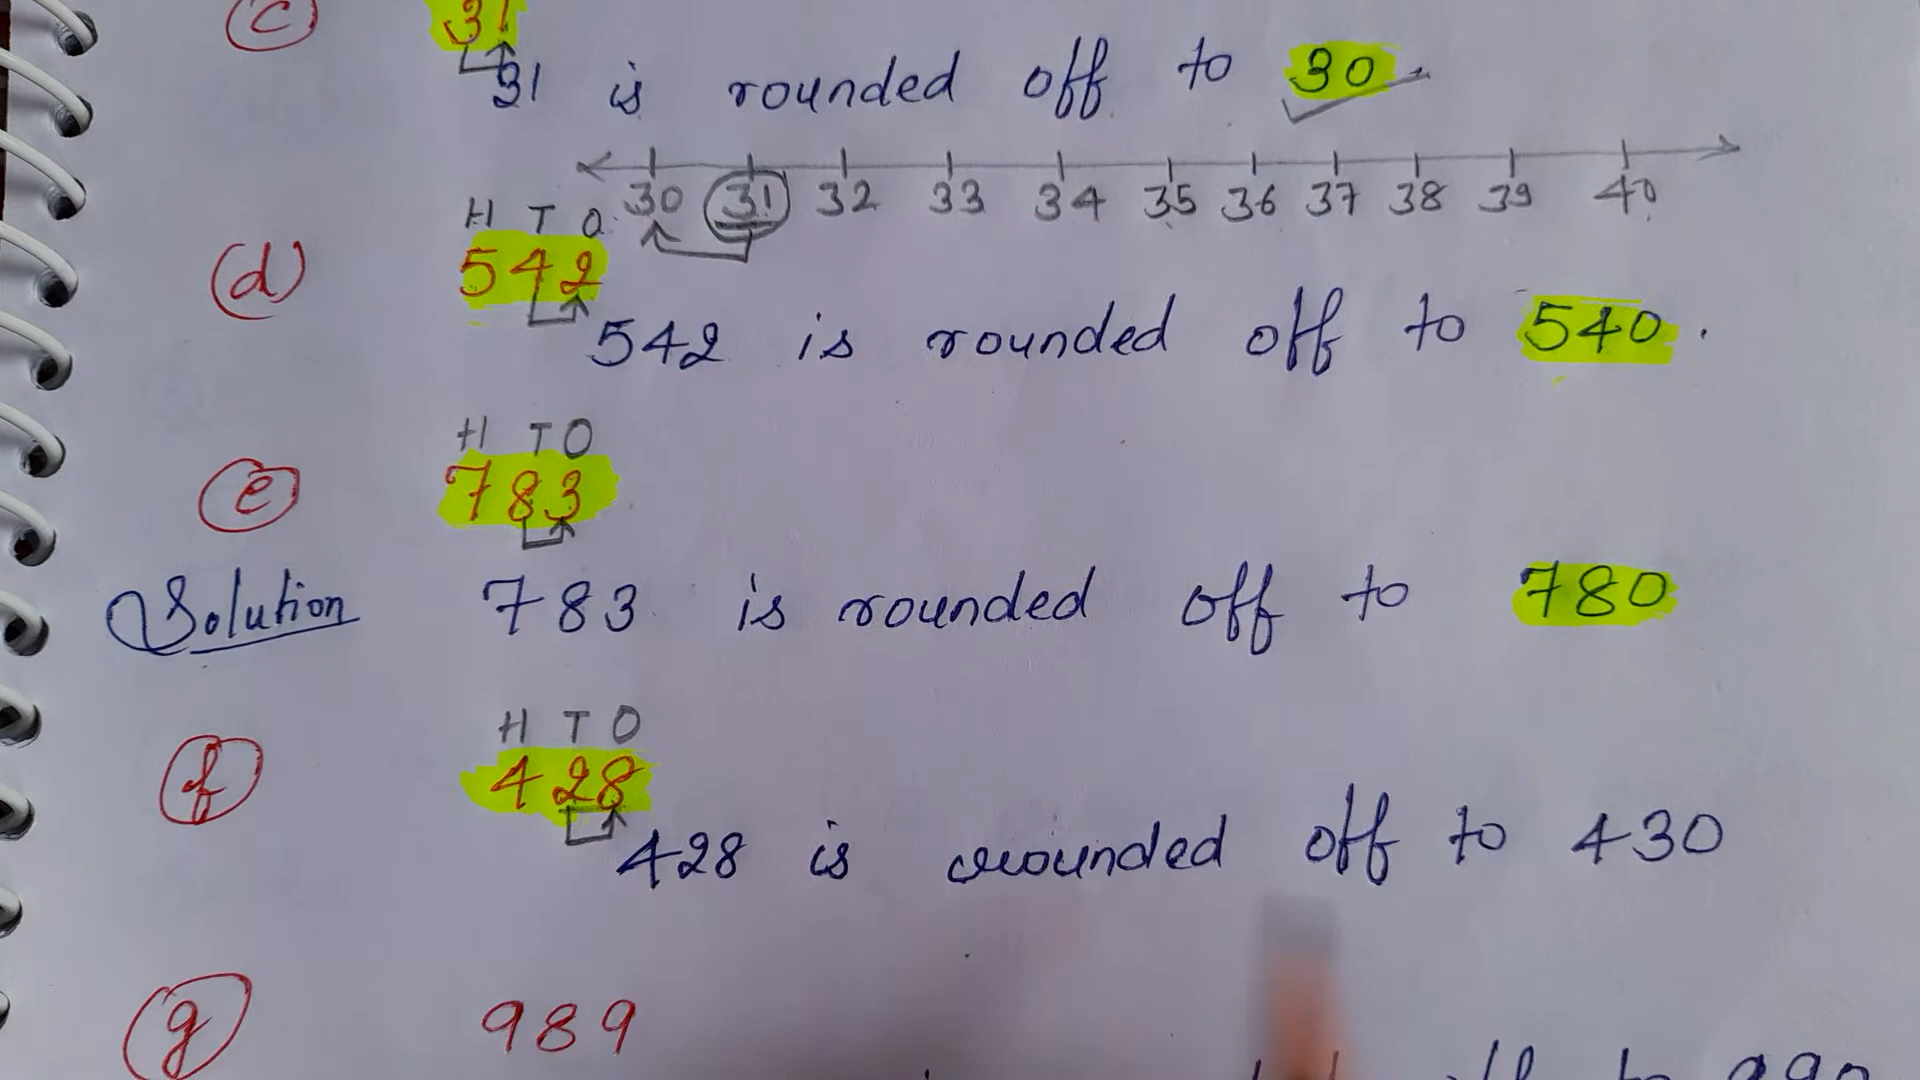 c 31
31 is rounded off to 30.
30 31 32 33 34 35 36 37 38 39 40
H T O
(d) 542
542 is rounded off to 540.
H T O
e 783
Solution 783 is rounded off to 780
H T O
f 428
428 is rounded off to 430
g 989